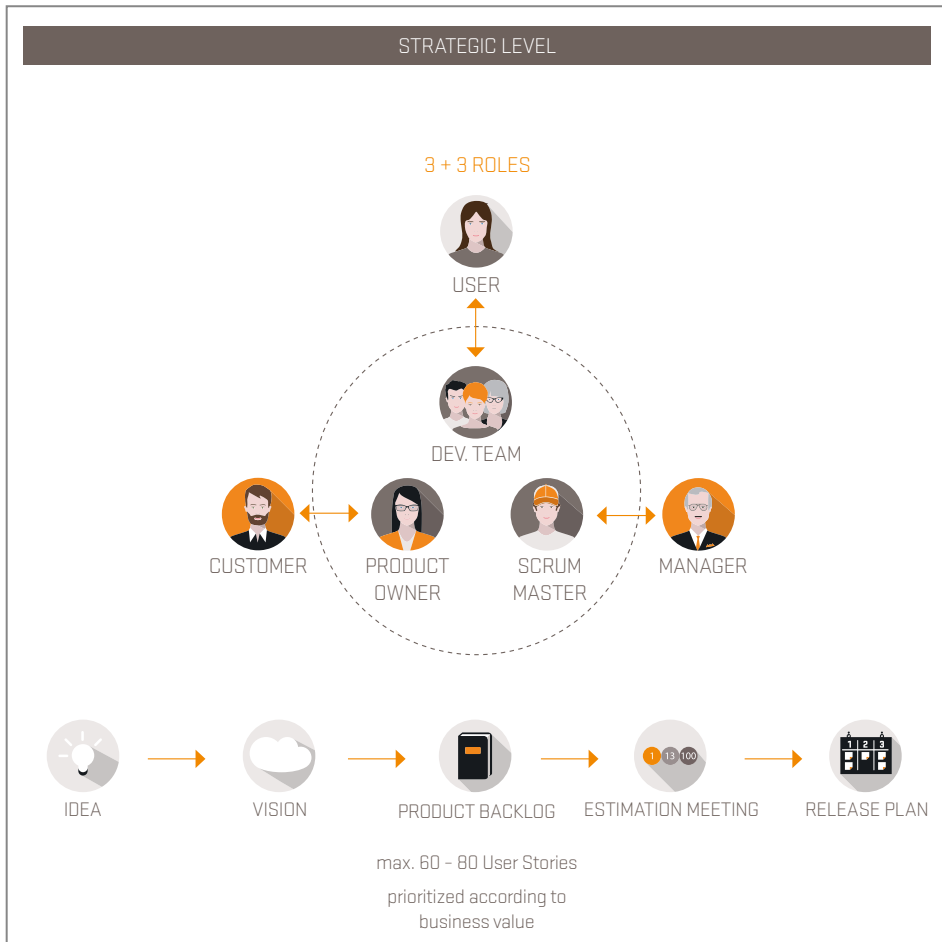 STRATEGIC LEVEL
3 + 3 ROLES
USER
DEV. TEAM
CUSTOMER
PRODUCT
OWNER
SCRUM
MASTER
MANAGER
1 13 100
1 2 3
IDEA
VISION
PRODUCT BACKLOG
ESTIMATION MEETING
RELEASE PLAN
max. 60 – 80 User Stories
prioritized according to
business value